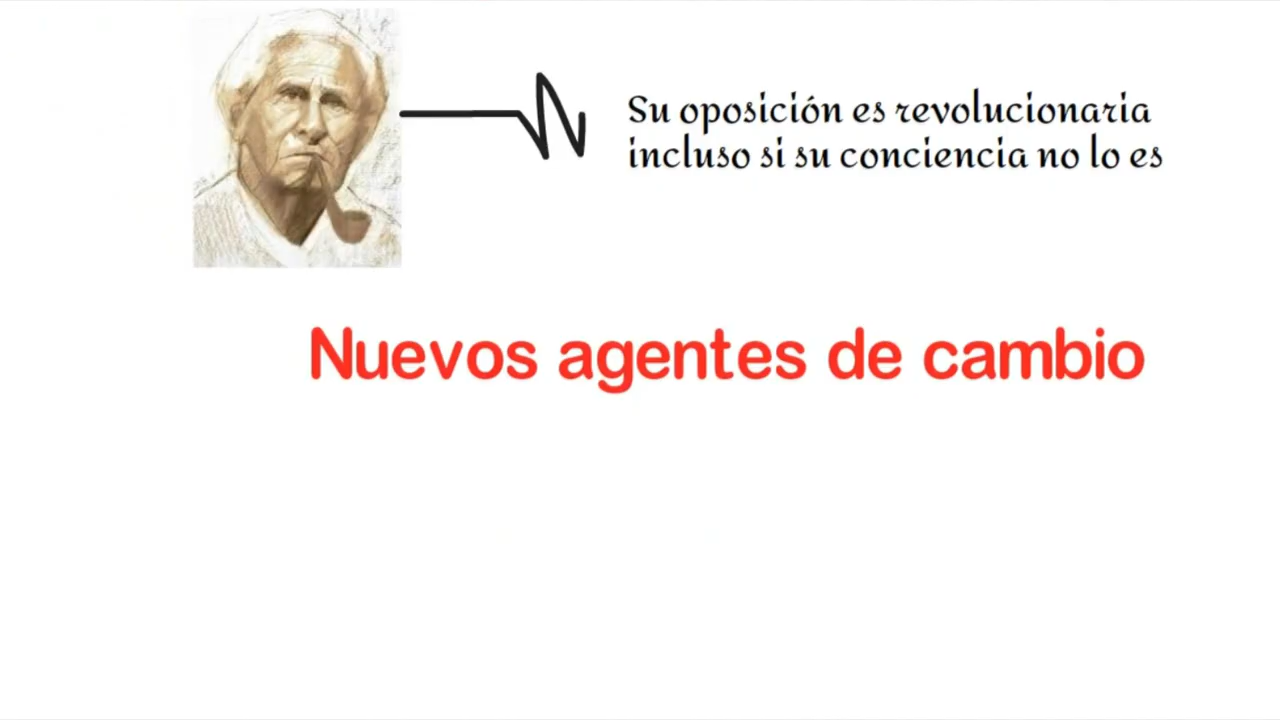 Su oposición es revolucionaria
incluso si su conciencia no lo es
Nuevos agentes de cambio